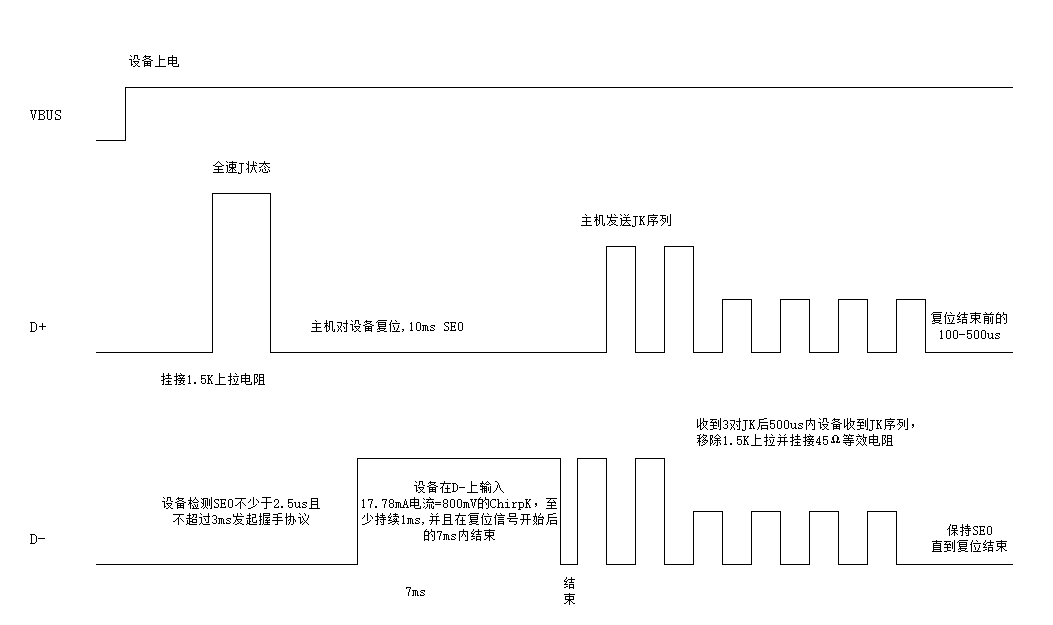 设备上电
VBUS
全速J状态
主机发送JK序列
D+
主机对设备复位,10ms SE0
复位结束前的
100-500us
挂接1.5K上拉电阻
收到3对JK后500us内设备收到JK序列，
移除1.5K上拉并挂接45Ω等效电阻
设备检测SE0不少于2.5us且
不超过3ms发起握手协议
设备在D-上输入
17.78mA电流=800mV的ChirpK，至
少持续1ms,并且在复位信号开始后
的7ms内结束
D-
保持SE0
直到复位结束
7ms
结
束